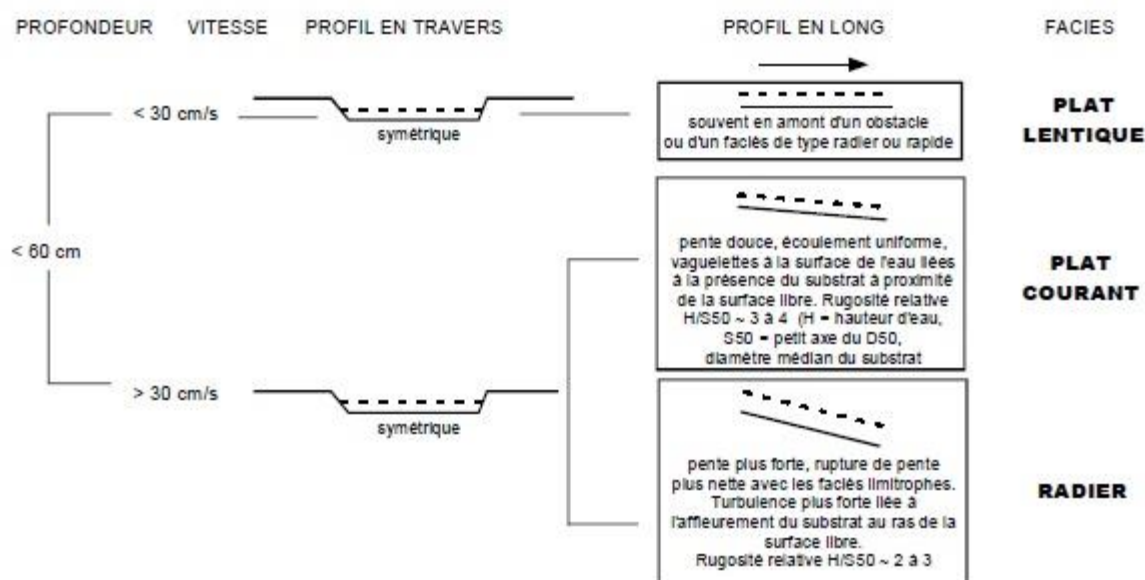 PROFONDEUR VITESSE PROFIL EN TRAVERS PROFIL EN LONG FACIES
< 30 cm/s
symétrique
souvent en amont d'un obstacle
ou d'un faciès de type radier ou rapide
PLAT
LENTIQUE
< 60 cm
pente douce, écoulement uniforme,
vaguelettes à la surface de l'eau liées
à la présence du substrat à proximité
de la surface libre. Rugosité relative
H/S50 ~ 3 à 4 (H = hauteur d'eau,
S50 = petit axe du D50,
diamètre médian du substrat
PLAT
COURANT
> 30 cm/s
symétrique
pente plus forte, rupture de pente
plus nette avec les faciès limitrophes.
Turbulence plus forte liée à
l'affleurement du substrat au ras de la
surface libre.
Rugosité relative H/S50 ~ 2 à 3
RADIER